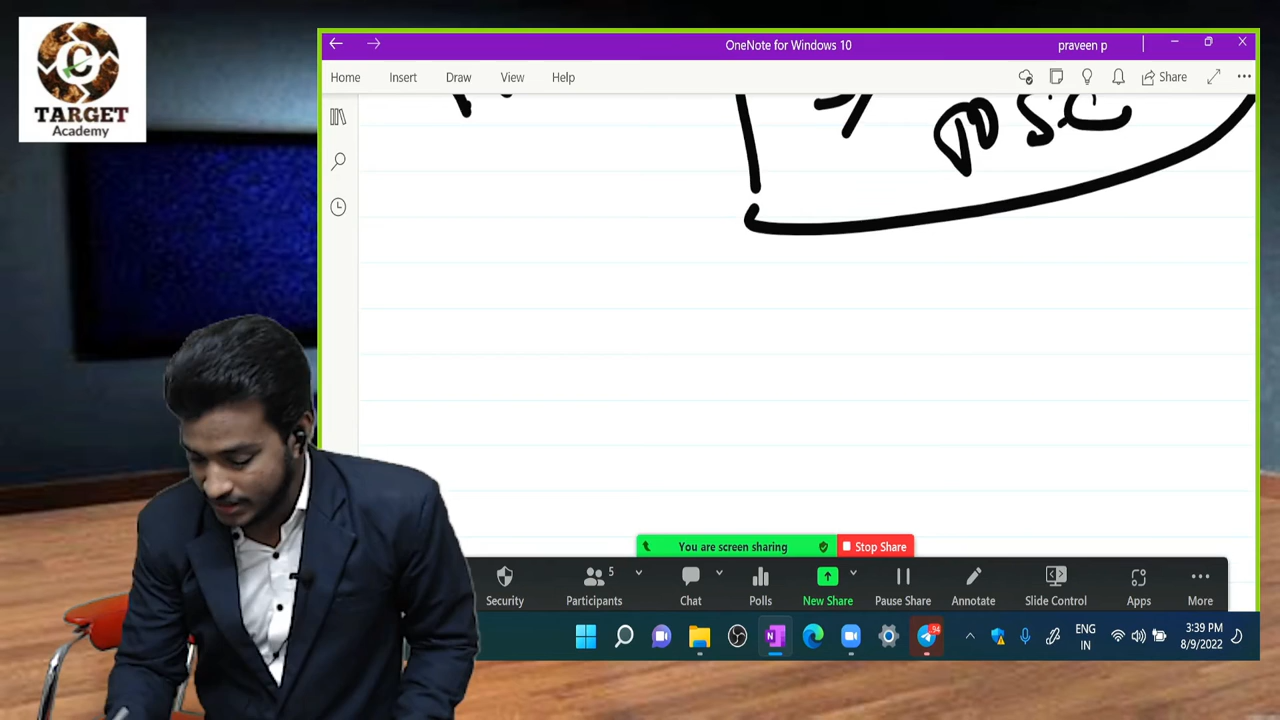 C
TARGET
Academy
OneNote for Windows 10
praveen p
Home Insert Draw View Help
Share
You are screen sharing
Stop Share
5
Security Participants Chat Polls New Share Pause Share Annotate Slide Control Apps More
94
ENG
IN
3:39 PM
8/9/2022